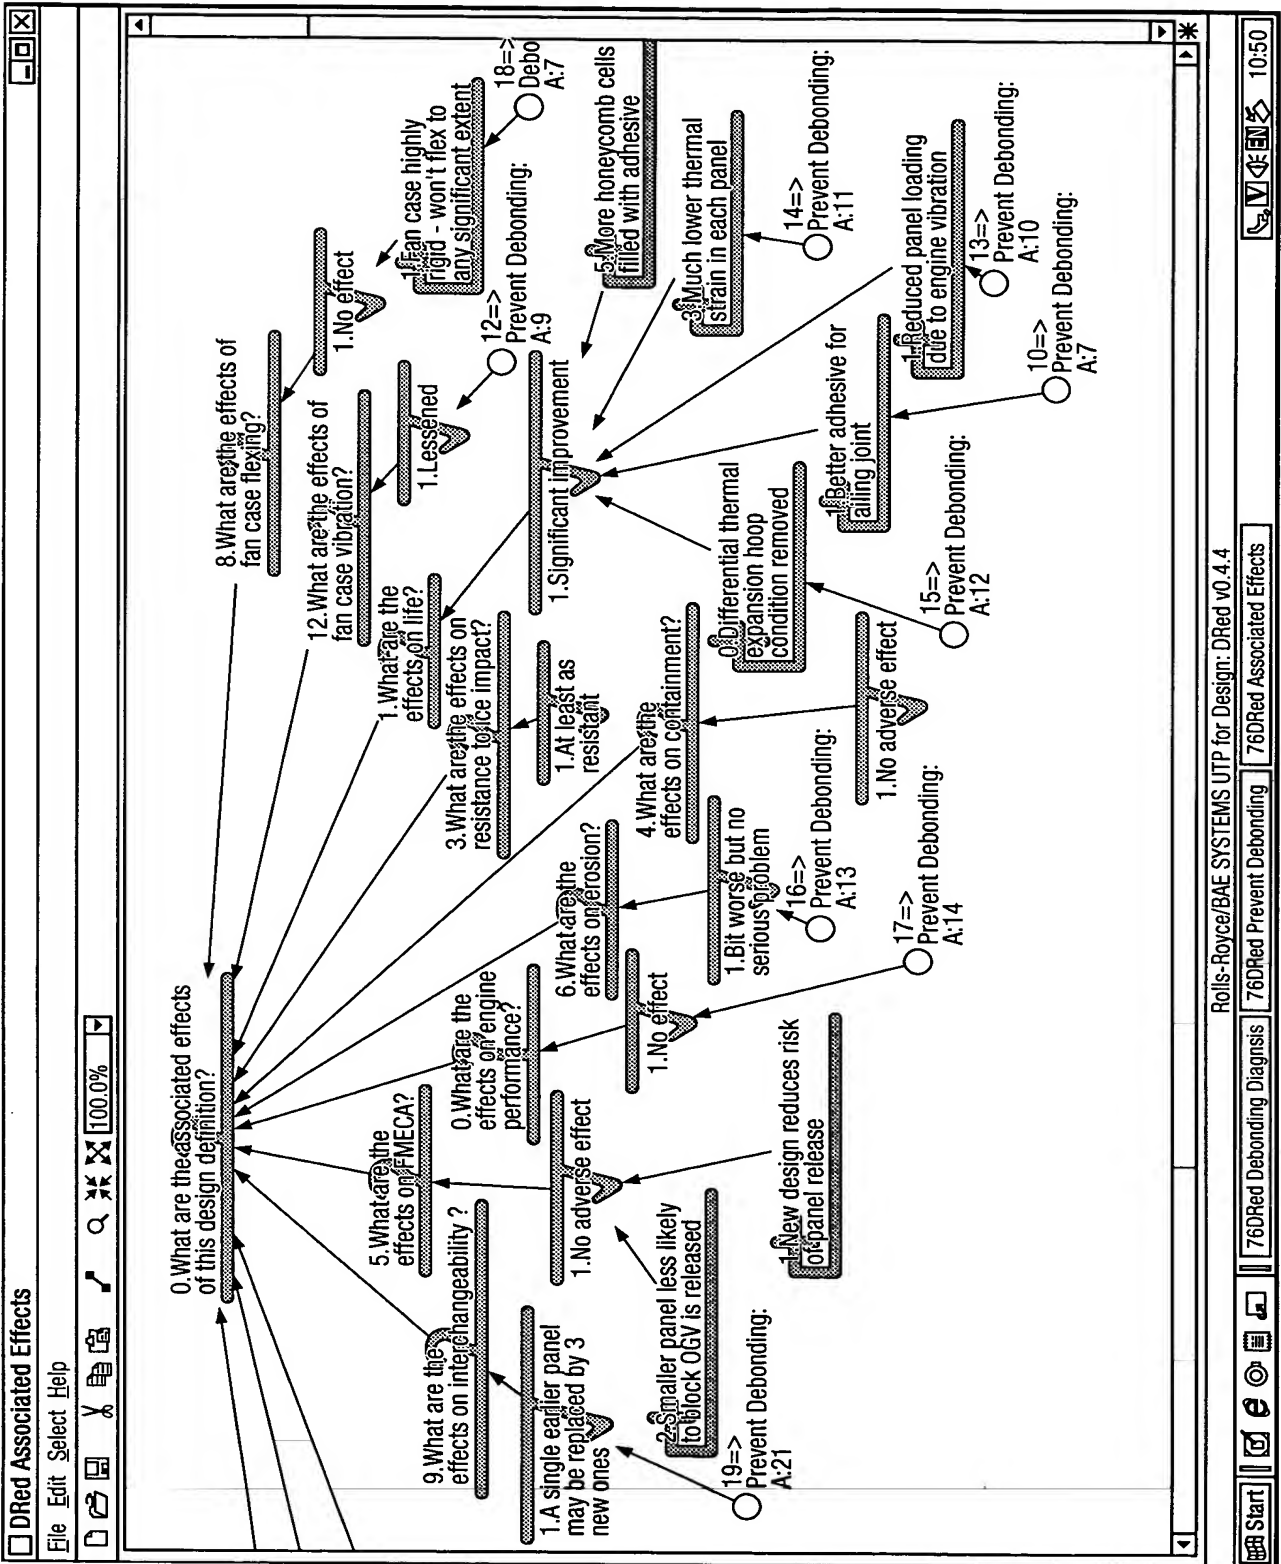 DRed Associated Effects
File Edit Select Help
100.0%
0.What are the associated effects
of this design definition?
8.What are the effects of
fan case flexing?
1.No effect
1.Fan case highly
rigid - won't flex to
any significant extent
18=>
Debo
A:7
12.What are the effects of
fan case vibration?
1.Lessened
12=>
Prevent Debonding:
A:9
1.What are the
effects on life?
1.Significant improvement
5.More honeycomb cells
filled with adhesive
3.Much lower thermal
strain in each panel
14=>
Prevent Debonding:
A:11
1.Reduced panel loading
due to engine vibration
13=>
Prevent Debonding:
A:10
1.Better adhesive for
ailing joint
10=>
Prevent Debonding:
A:7
0.Differential thermal
expansion hoop
condition removed
15=>
Prevent Debonding:
A:12
3.What are the effects on
resistance to ice impact?
1.At least as
resistant
4.What are the
effects on containment?
1.No adverse effect
6.What are the
effects on erosion?
1.Bit worse but no
serious problem
16=>
Prevent Debonding:
A:13
0.What are the
effects on engine
performance?
1.No effect
17=>
Prevent Debonding:
A:14
5.What are the
effects on FMECA?
1.No adverse effect
1.New design reduces risk
of panel release
2.Smaller panel less likely
to block OGV is released
9.What are the
effects on interchangeability ?
1.A single earlier panel
may be replaced by 3
new ones
19=>
Prevent Debonding:
A:21
Rolls-Royce/BAE SYSTEMS UTP for Design: DRed v0.4.4
Start
76DRed Debonding Diagnsis
76DRed Prevent Debonding
76DRed Associated Effects
EN
10:50